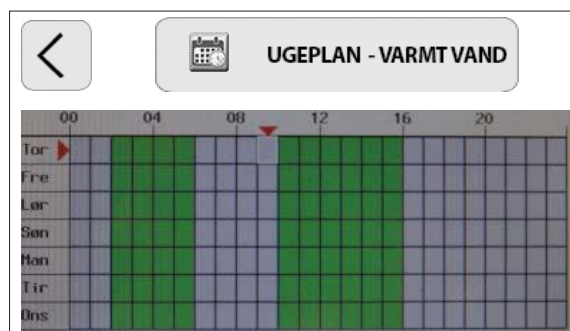 UGEPLAN - VARMT VAND
00 04 08 12 16 20
Tor
Fre
Lør
Søn
Man
Tir
Ons